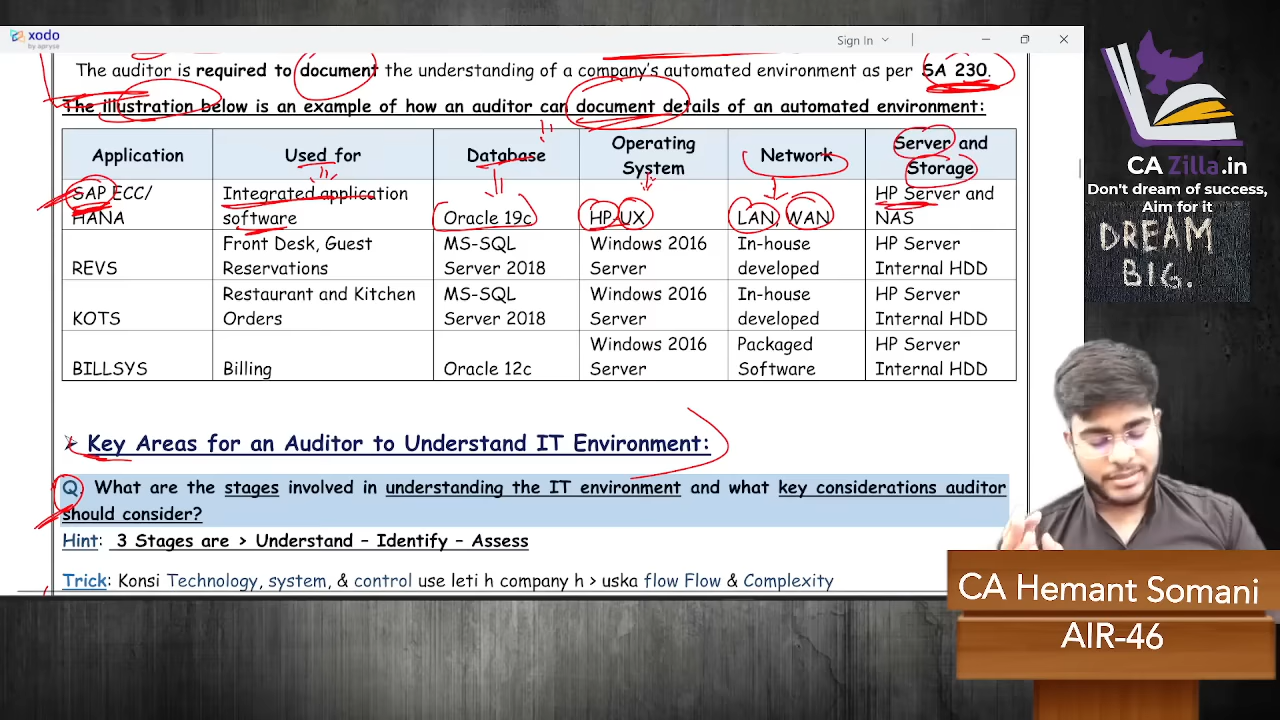 xodo
by apryse
Sign In
The auditor is required to document the understanding of a company's automated environment as per SA 230.
The illustration below is an example of how an auditor can document details of an automated environment:
Application
Used for
Database
Operating
System
Network
Server and
Storage
SAP ECC/
HANA
Integrated application
software
Oracle 19c
HP-UX
LAN, WAN
HP Server and
NAS
REVS
Front Desk, Guest
Reservations
MS-SQL
Server 2018
Windows 2016
Server
In-house
developed
HP Server
Internal HDD
KOTS
Restaurant and Kitchen
Orders
MS-SQL
Server 2018
Windows 2016
Server
In-house
developed
HP Server
Internal HDD
BILLSYS
Billing
Oracle 12c
Windows 2016
Server
Packaged
Software
HP Server
Internal HDD
Key Areas for an Auditor to Understand IT Environment:
Q. What are the stages involved in understanding the IT environment and what key considerations auditor
should consider?
Hint: 3 Stages are > Understand – Identify – Assess
Trick: Konsi Technology, system, & control use leti h company h > uska flow Flow & Complexity
CA Zilla.in
Don't dream of success,
Aim for it
DREAM
BIG.
CA Hemant Somani
AIR-46